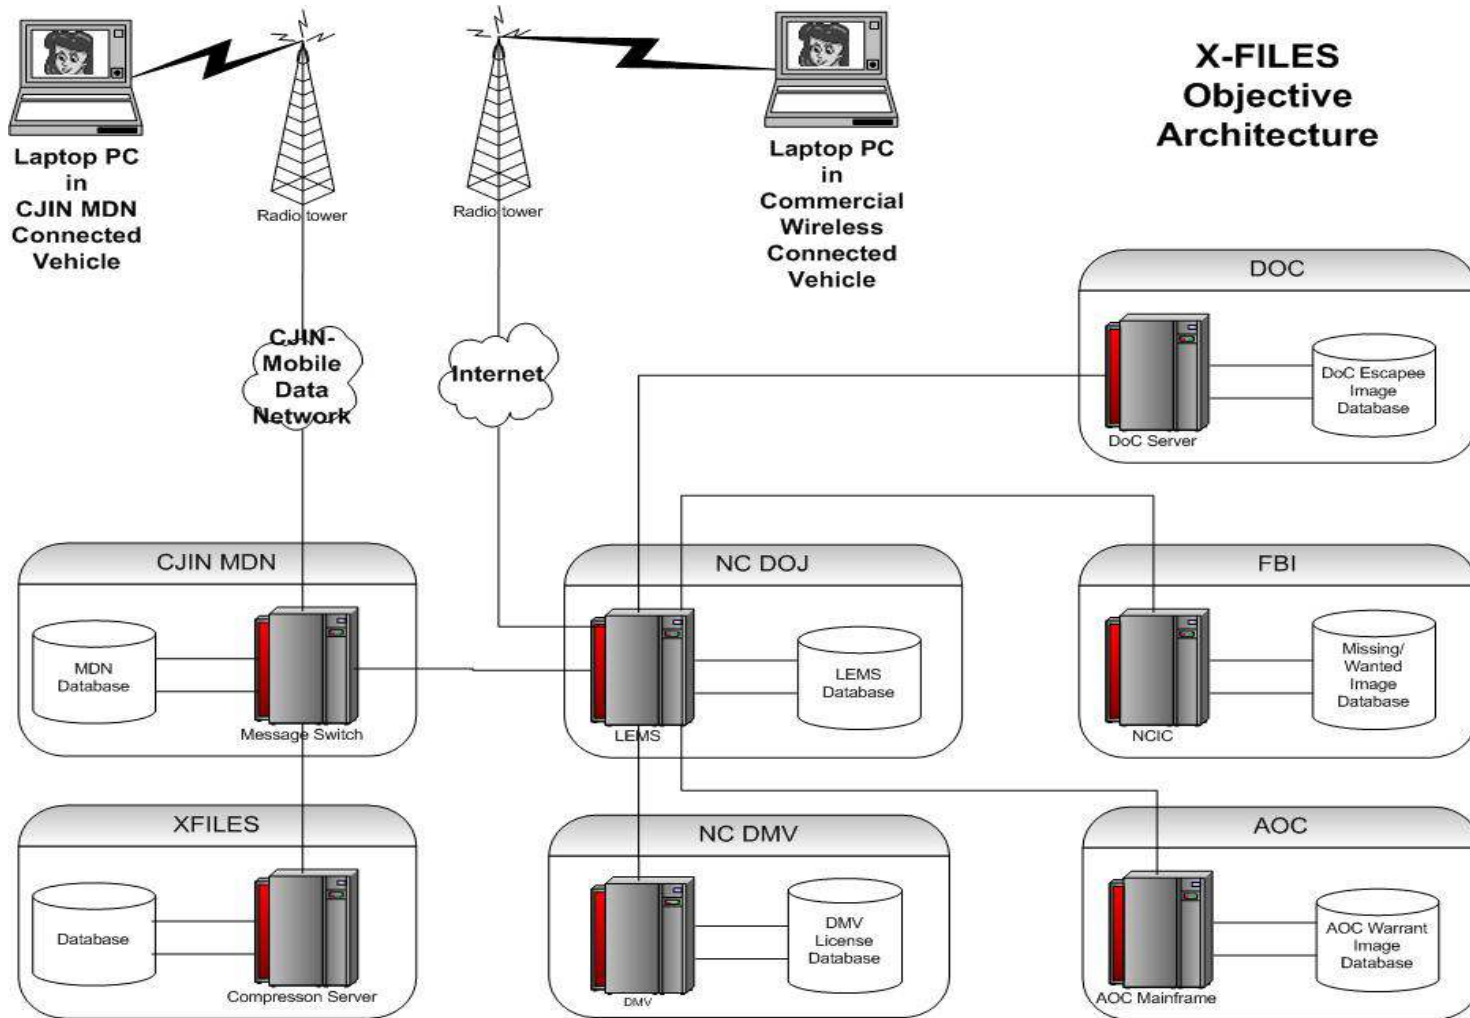 X-FILES
Objective
Architecture
Laptop PC
in
CJIN MDN
Connected
Vehicle
Radio tower
Radio tower
Laptop PC
in
Commercial
Wireless
Connected
Vehicle
CJIN-
Mobile
Data
Network
Internet
DOC
DoC Server
DoC Escapee
Image
Database
CJIN MDN
MDN
Database
Message Switch
NC DOJ
LEMS
LEMS
Database
FBI
NCIC
Missing/
Wanted
Image
Database
XFILES
Database
Compresson Server
NC DMV
DMV
DMV
License
Database
AOC
AOC Mainframe
AOC Warrant
Image
Database